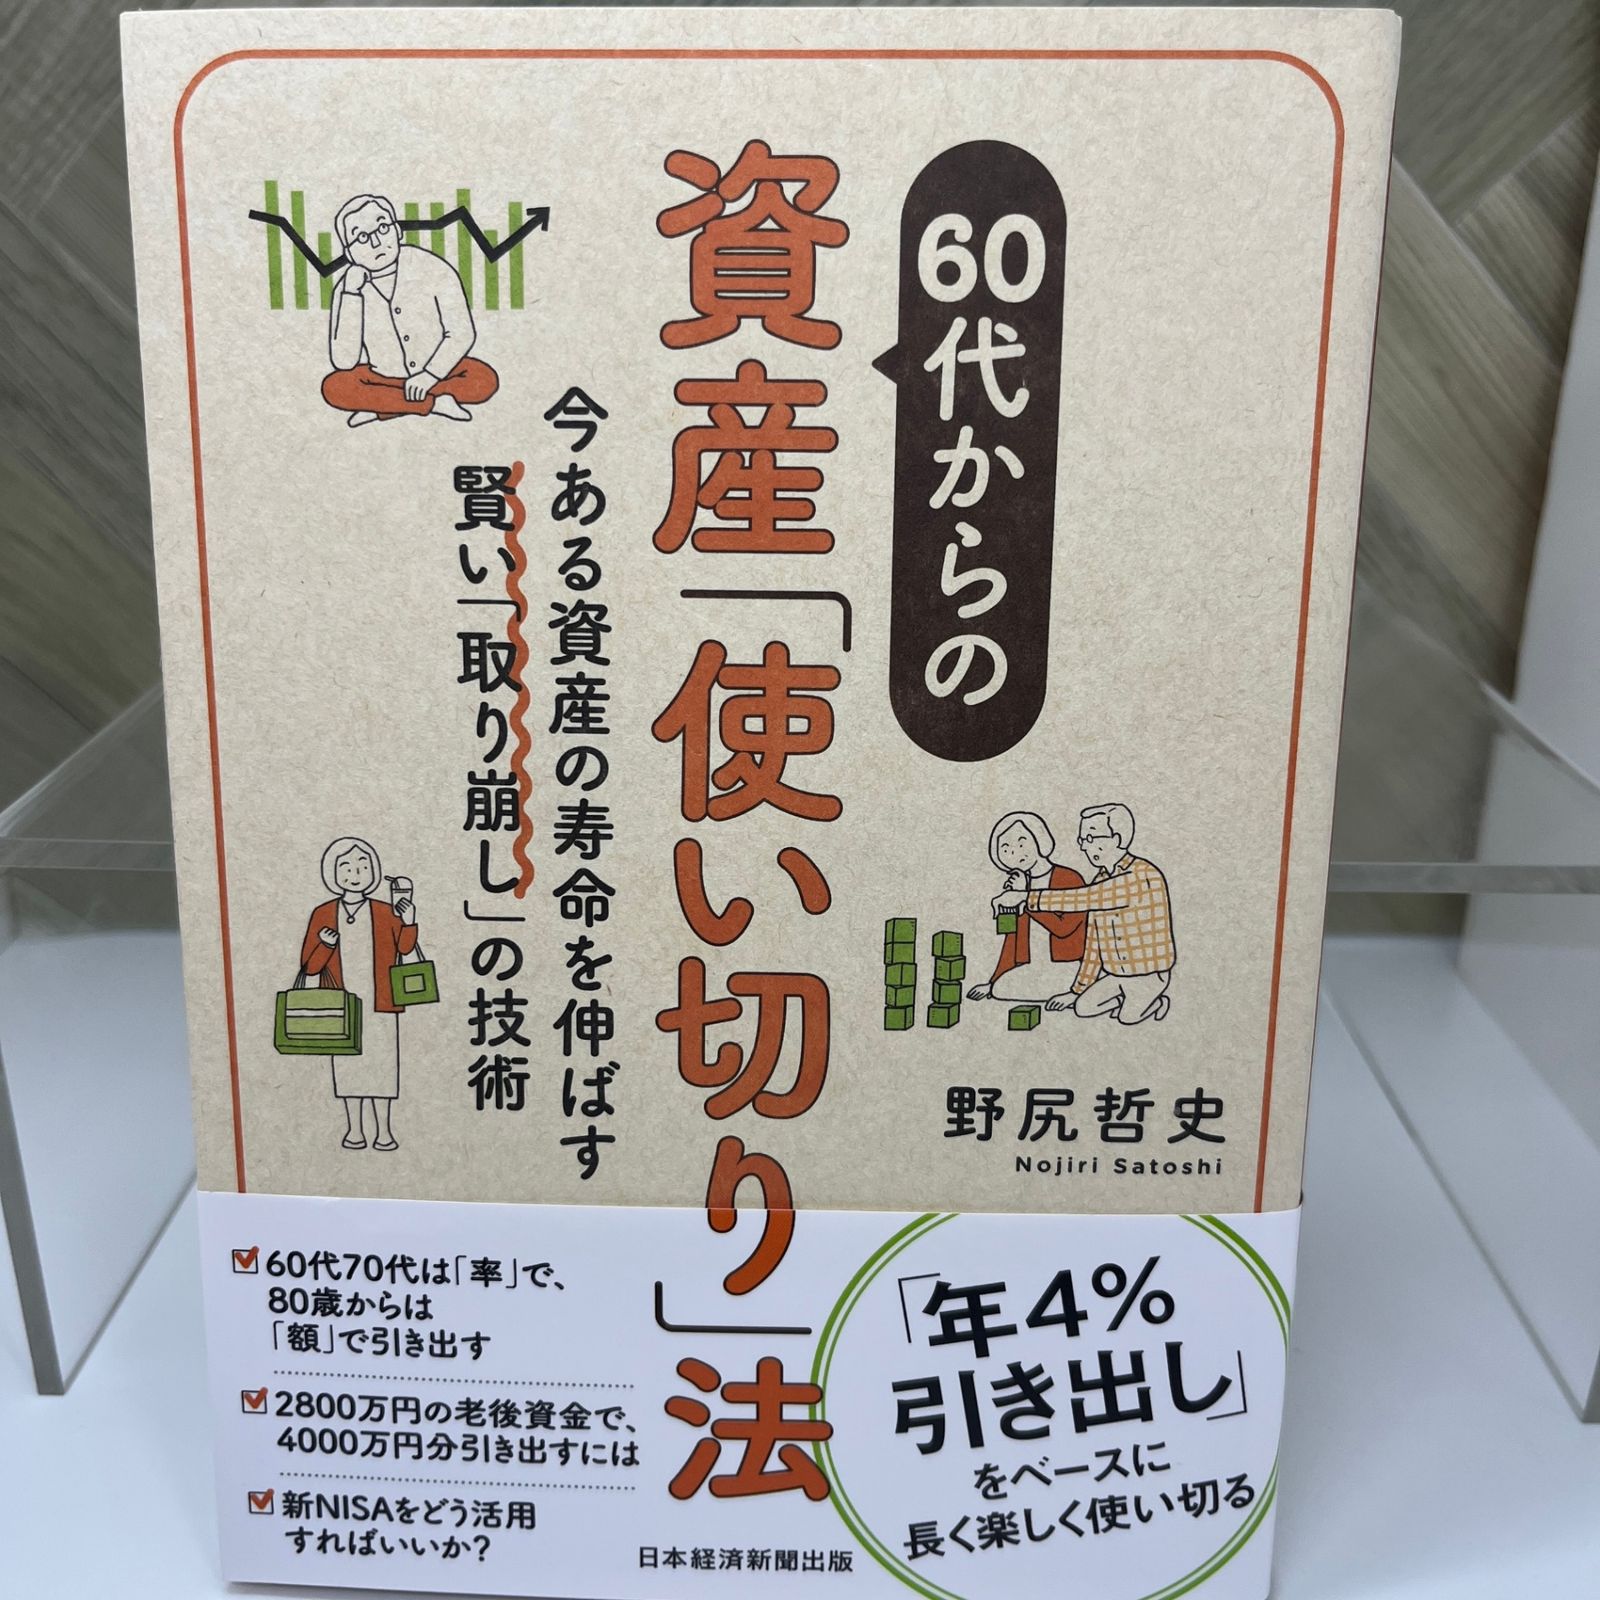 60代からの
資産「使い切り」法
今ある資産の寿命を伸ばす
賢い「取り崩し」の技術
野尻哲史
Nojiri Satoshi
60代70代は「率」で、
80歳からは
「額」で引き出す
2800万円の老後資金で、
4000万円分引き出すには
新NISAをどう活用
すればいいか?
「年4%
引き出し」
をベースに
長く楽しく使い切る
日本経済新聞出版